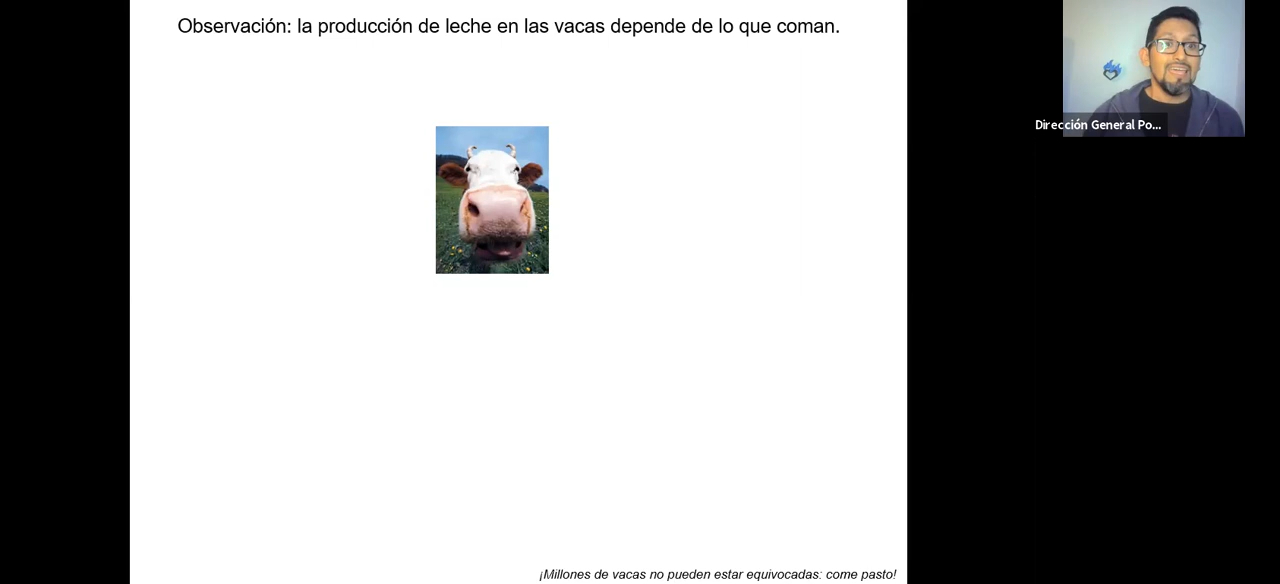 Observación: la producción de leche en las vacas depende de lo que coman.
Dirección General Po...
¡Millones de vacas no pueden estar equivocadas: come pasto!